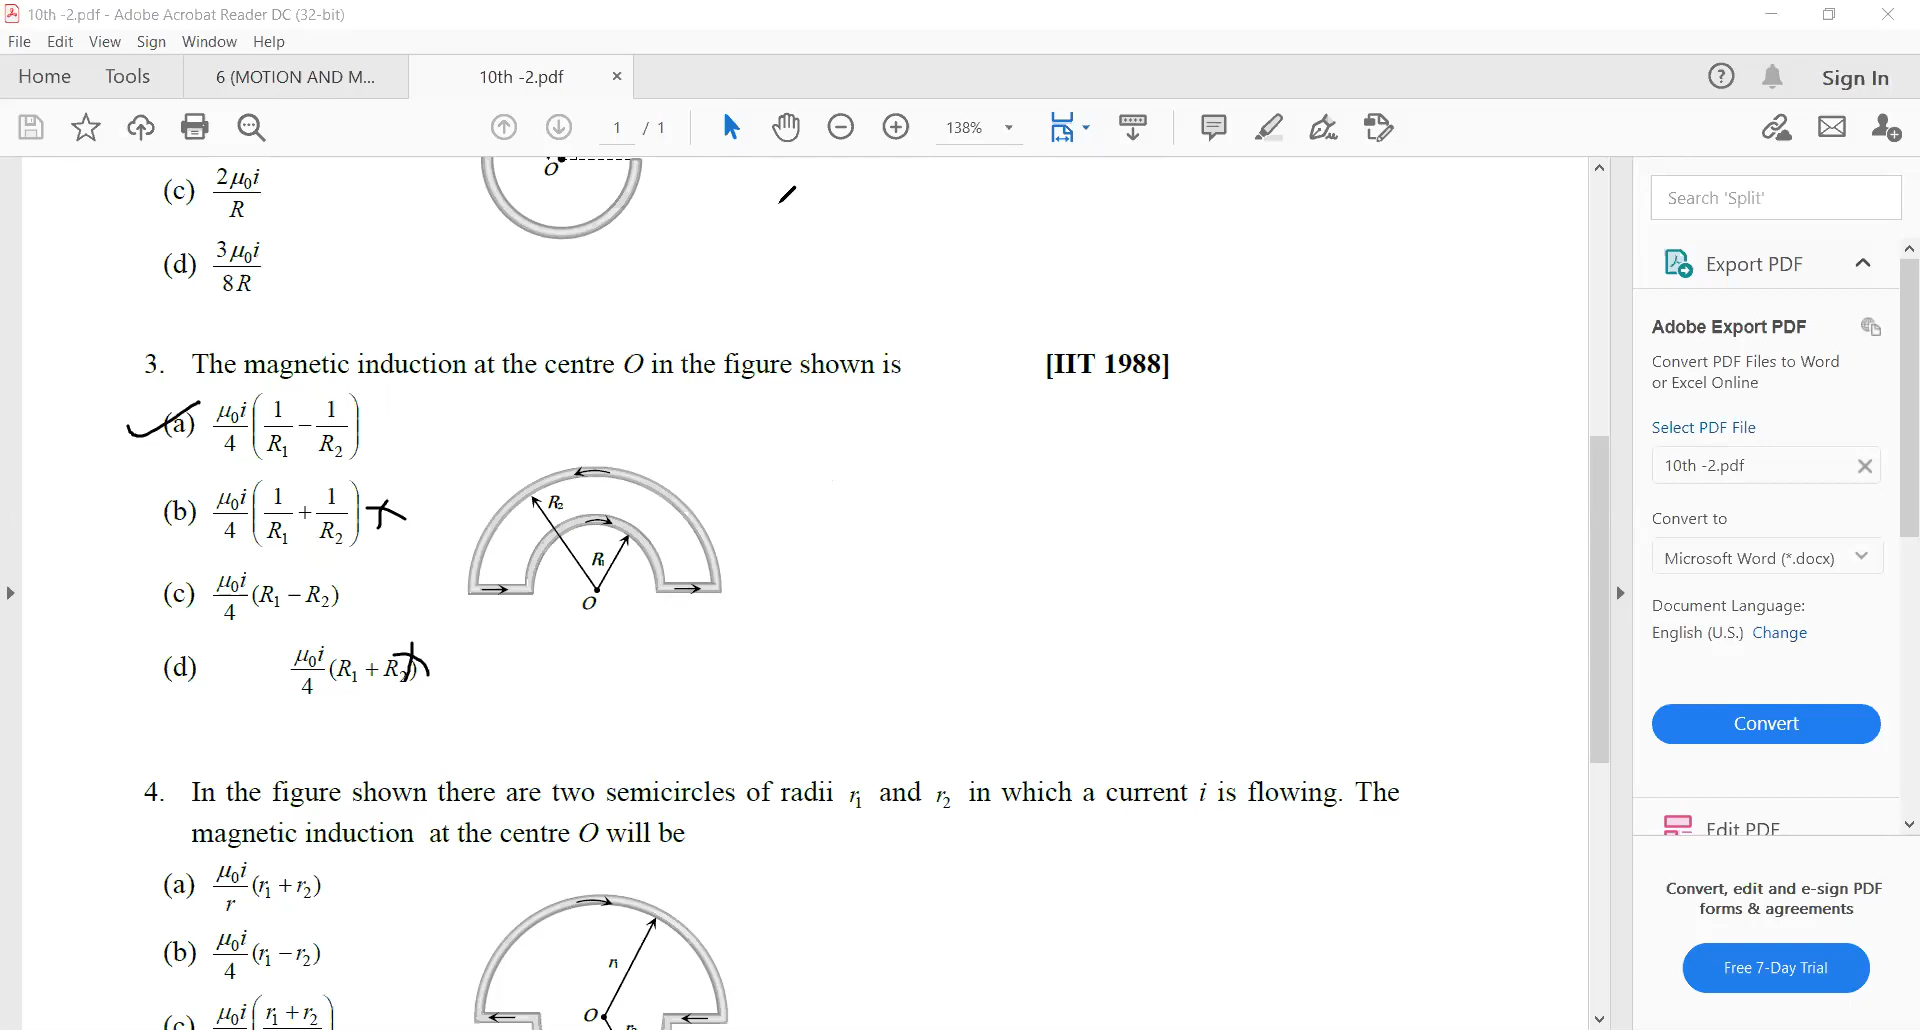 10th -2.pdf - Adobe Acrobat Reader DC (32-bit)
File Edit View Sign Window Help
Home Tools 6 (MOTION AND M... 10th -2.pdf × Sign In
1 / 1 138%
O
(c) 2μ₀i / R
(d) 3μ₀i / 8R
3. The magnetic induction at the centre O in the figure shown is [IIT 1988]
(a) μ₀i/4 (1/R₁ − 1/R₂)
(b) μ₀i/4 (1/R₁ + 1/R₂)
(c) μ₀i/4 (R₁ − R₂)
(d) μ₀i/4 (R₁ + R₂)
R₂
R₁
O
4. In the figure shown there are two semicircles of radii r₁ and r₂ in which a current i is flowing. The
magnetic induction at the centre O will be
(a) μ₀i/r (r₁ + r₂)
(b) μ₀i/4 (r₁ − r₂)
(c) μ₀i (r₁ + r₂
r₁
O
r₂
Search 'Split'
Export PDF
Adobe Export PDF
Convert PDF Files to Word
or Excel Online
Select PDF File
10th -2.pdf
Convert to
Microsoft Word (*.docx)
Document Language:
English (U.S.) Change
Convert
Edit PDF
Convert, edit and e-sign PDF
forms & agreements
Free 7-Day Trial